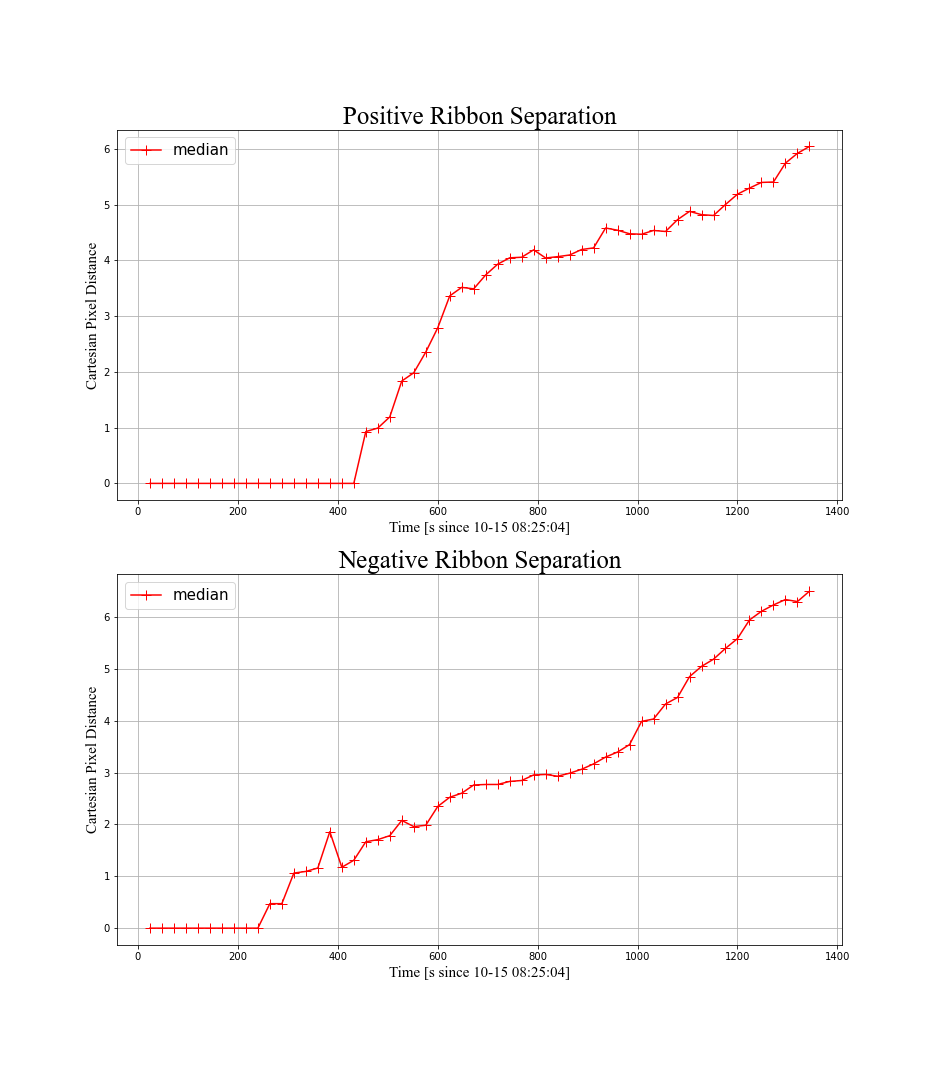 Positive Ribbon Separation
median
Cartesian Pixel Distance
6
5
4
3
2
1
0
0 200 400 600 800 1000 1200 1400
Time [s since 10-15 08:25:04]
Negative Ribbon Separation
median
Cartesian Pixel Distance
6
5
4
3
2
1
0
0 200 400 600 800 1000 1200 1400
Time [s since 10-15 08:25:04]